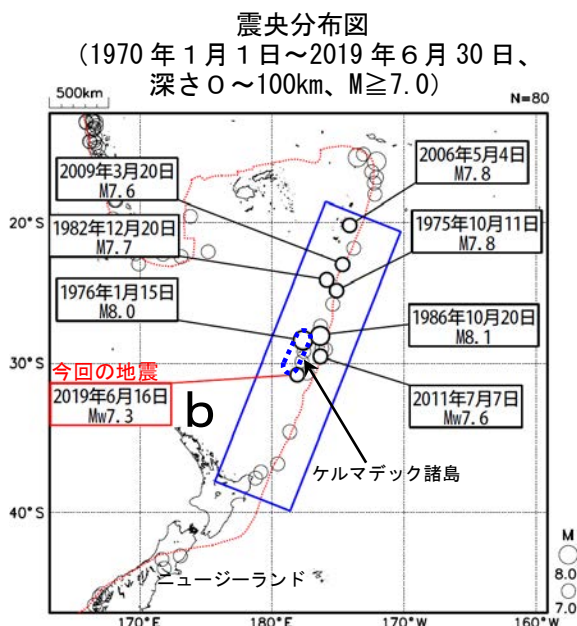 震央分布図
(1970年1月1日~2019年6月30日、
深さ0~100km、M≧7.0)
500km
N=80
2009年3月20日
M7.6
2006年5月4日
M7.8
20°S
1982年12月20日
M7.7
1975年10月11日
M7.8
1976年1月15日
M8.0
1986年10月20日
M8.1
30°S
今回の地震
2019年6月16日
Mw7.3
b
2011年7月7日
Mw7.6
ケルマデック諸島
40°S
ニュージーランド
M
8.0
7.0
170°E
180°E
170°W
160°W